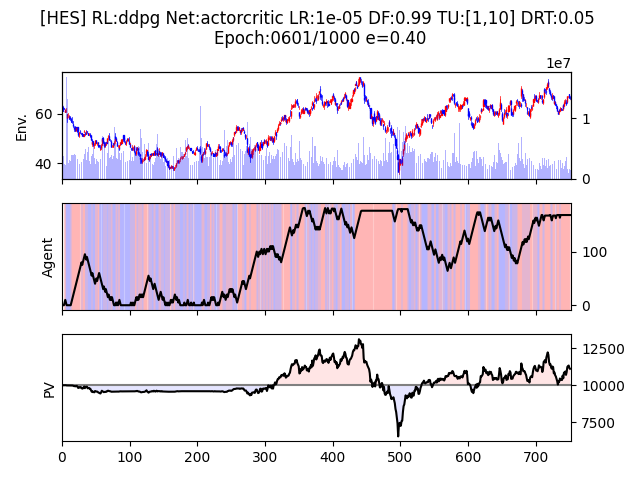 [HES] RL:ddpg Net:actorcritic LR:1e-05 DF:0.99 TU:[1,10] DRT:0.05
Epoch:0601/1000 e=0.40
1e7
Env.
60
40
1
0
Agent
100
0
PV
12500
10000
7500
0 100 200 300 400 500 600 700